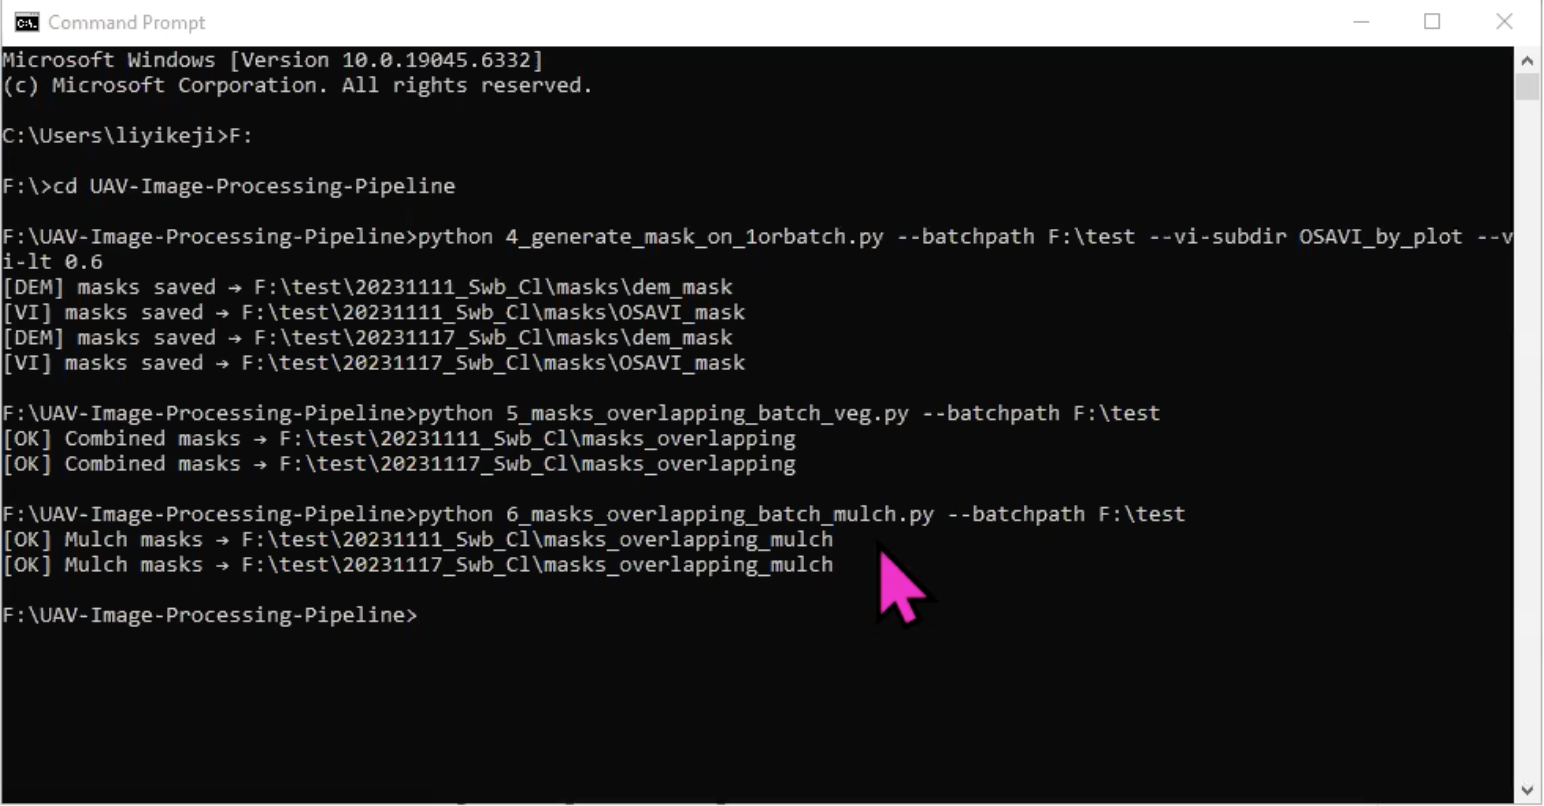 Command Prompt
Microsoft Windows [Version 10.0.19045.6332]
(c) Microsoft Corporation. All rights reserved.
C:\Users\liyikeji>F:
F:\>cd UAV-Image-Processing-Pipeline
F:\UAV-Image-Processing-Pipeline>python 4_generate_mask_on_1orbatch.py --batchpath F:\test --vi-subdir OSAVI_by_plot --v
i-lt 0.6
[DEM] masks saved → F:\test\20231111_Swb_Cl\masks\dem_mask
[VI] masks saved → F:\test\20231111_Swb_Cl\masks\OSAVI_mask
[DEM] masks saved → F:\test\20231117_Swb_Cl\masks\dem_mask
[VI] masks saved → F:\test\20231117_Swb_Cl\masks\OSAVI_mask
F:\UAV-Image-Processing-Pipeline>python 5_masks_overlapping_batch_veg.py --batchpath F:\test
[OK] Combined masks → F:\test\20231111_Swb_Cl\masks_overlapping
[OK] Combined masks → F:\test\20231117_Swb_Cl\masks_overlapping
F:\UAV-Image-Processing-Pipeline>python 6_masks_overlapping_batch_mulch.py --batchpath F:\test
[OK] Mulch masks → F:\test\20231111_Swb_Cl\masks_overlapping_mulch
[OK] Mulch masks → F:\test\20231117_Swb_Cl\masks_overlapping_mulch
F:\UAV-Image-Processing-Pipeline>